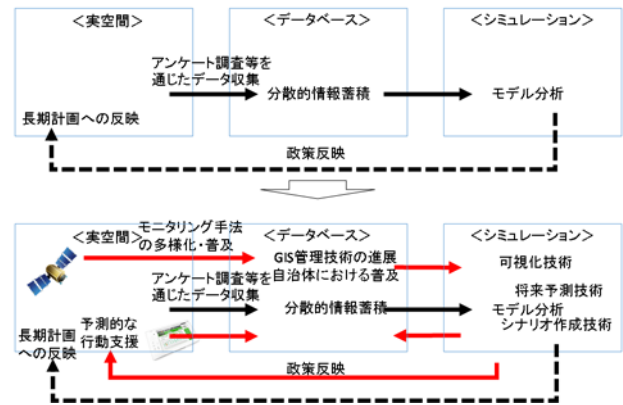 <実空間>
<データベース>
<シミュレーション>
アンケート調査等を
通じたデータ収集
分散的情報蓄積
モデル分析
長期計画への反映
政策反映
<実空間>
モニタリング手法
の多様化・普及
<データベース>
<シミュレーション>
GIS管理技術の進展
自治体における普及
可視化技術
アンケート調査等を
通じたデータ収集
分散的情報蓄積
将来予測技術
モデル分析
シナリオ作成技術
長期計画
への反映
予測的な
行動支援
政策反映